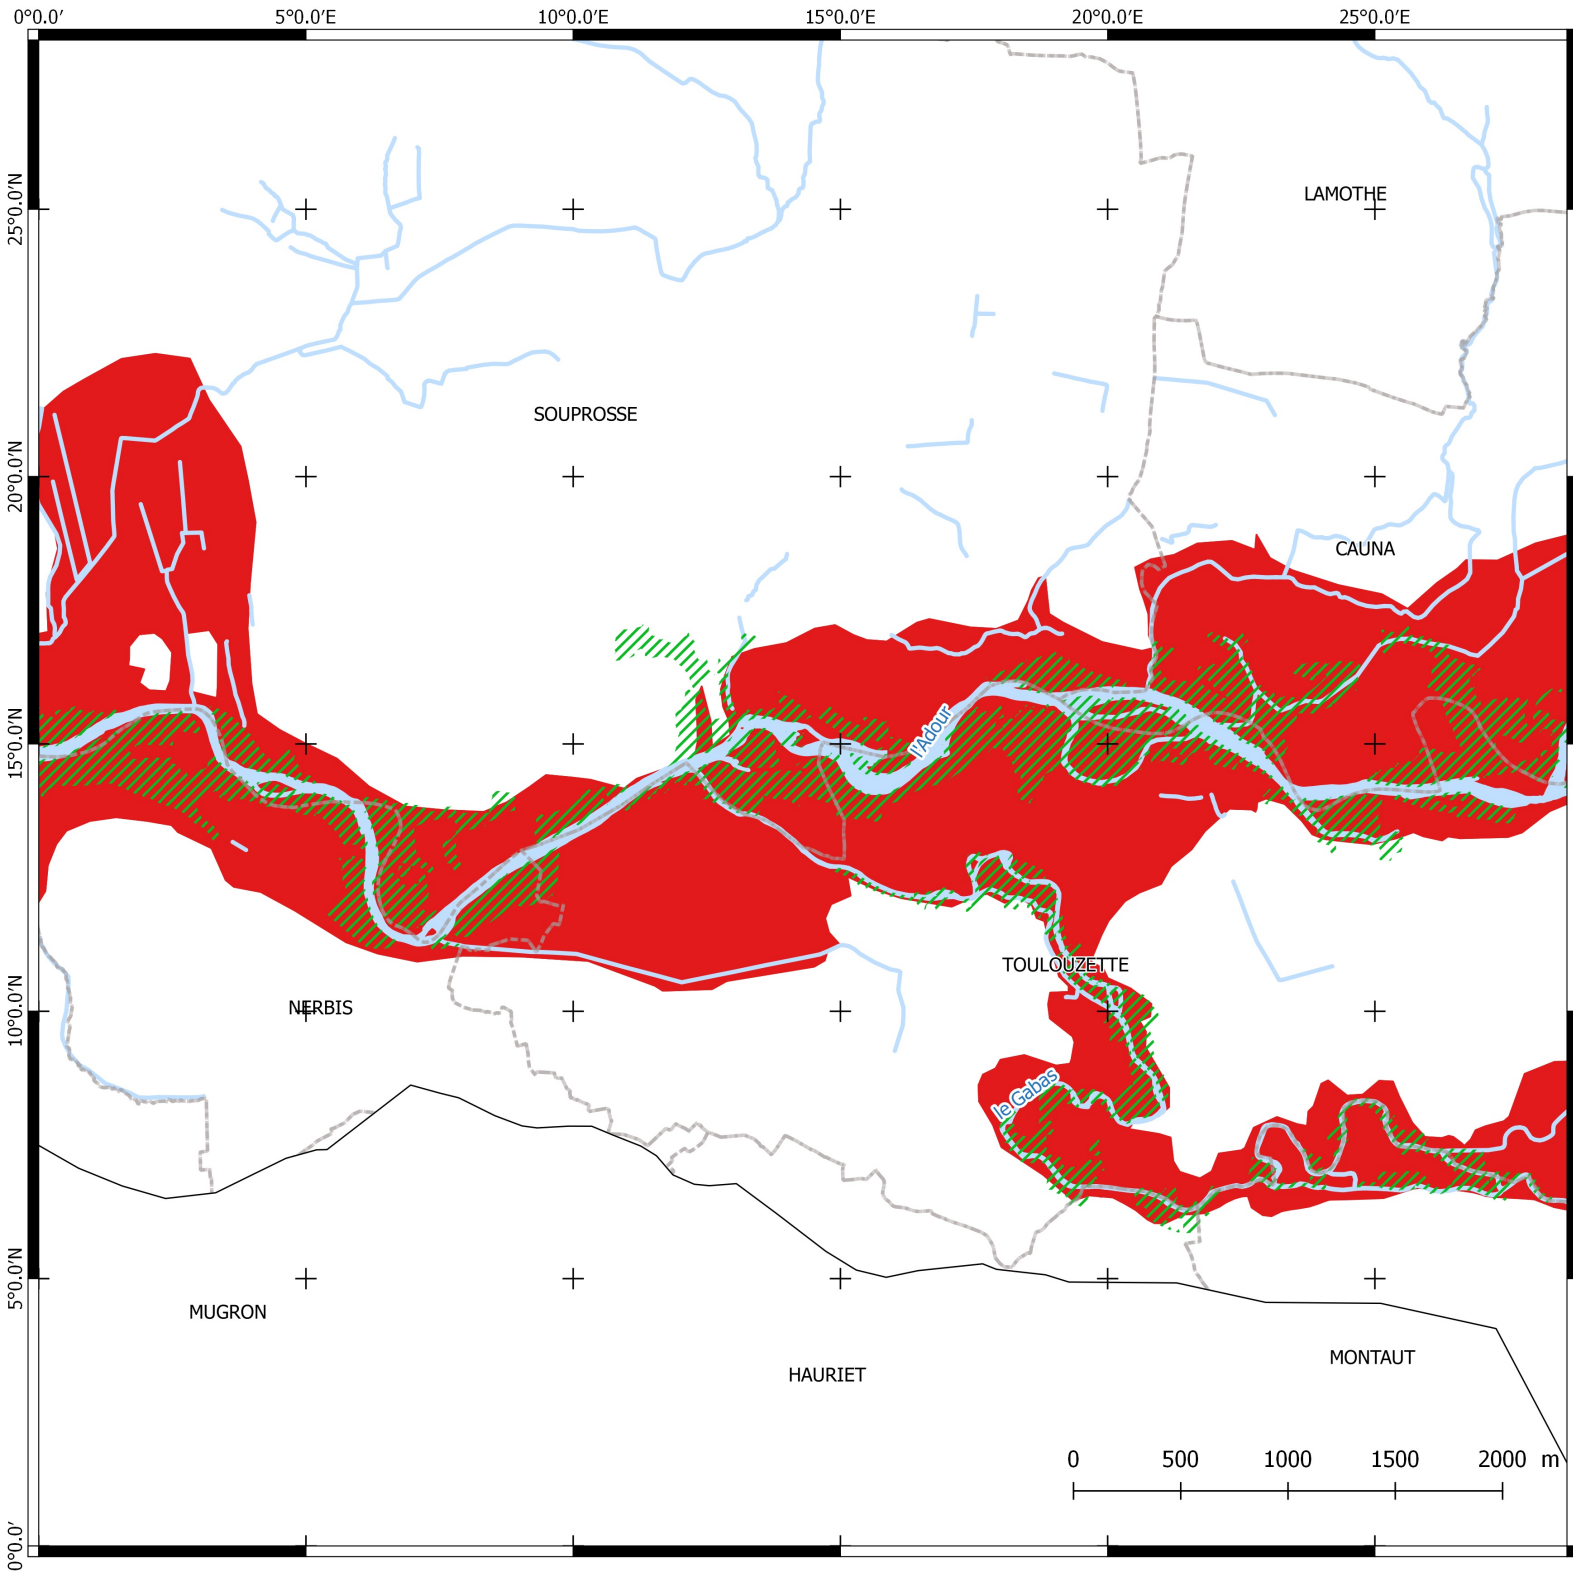 0°0.0′ 5°0.0′E 10°0.0′E 15°0.0′E 20°0.0′E 25°0.0′E
25°0.0′N
LAMOTHE
SOUPROSSE
20°0.0′N
CAUNA
15°0.0′N
l'Adour
TOULOUZETTE
10°0.0′N
NERBIS
le Gabas
5°0.0′N
MUGRON
MONTAUT
HAURIET
0 500 1000 1500 2000 m
0°0.0′